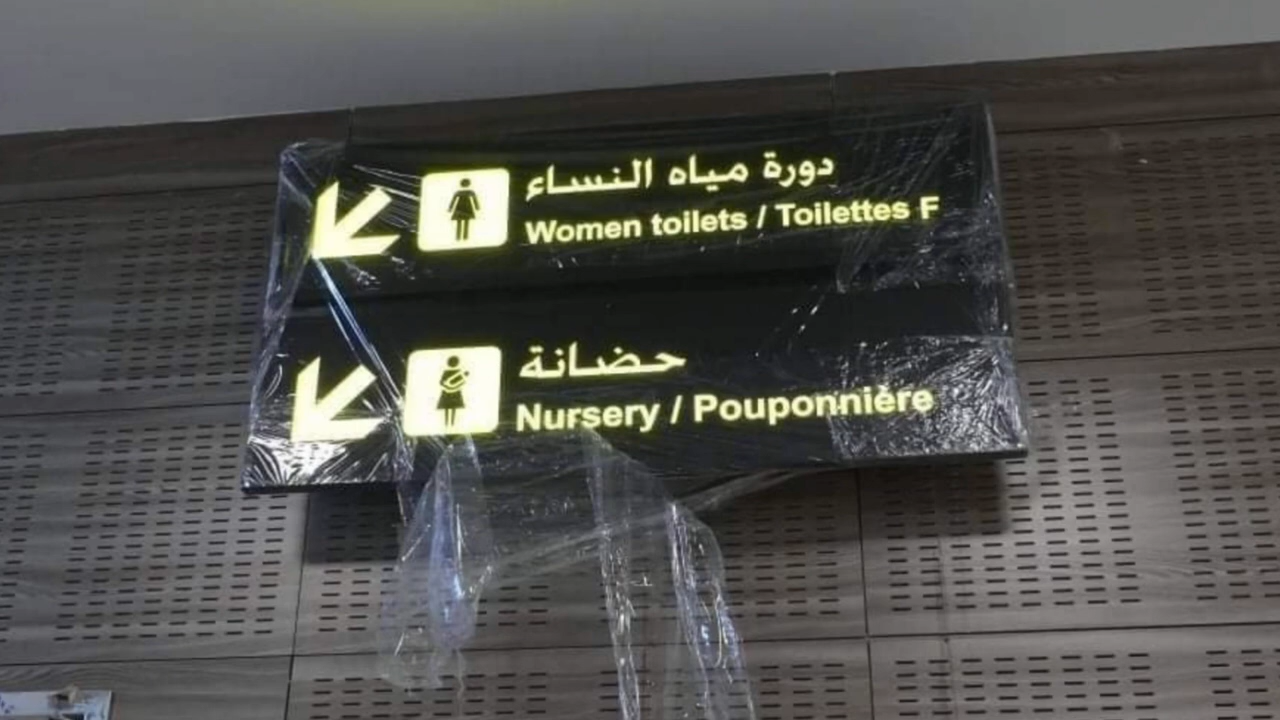 دورة مياه النساء
Women toilets / Toilettes F
حضانة
Nursery / Pouponnière